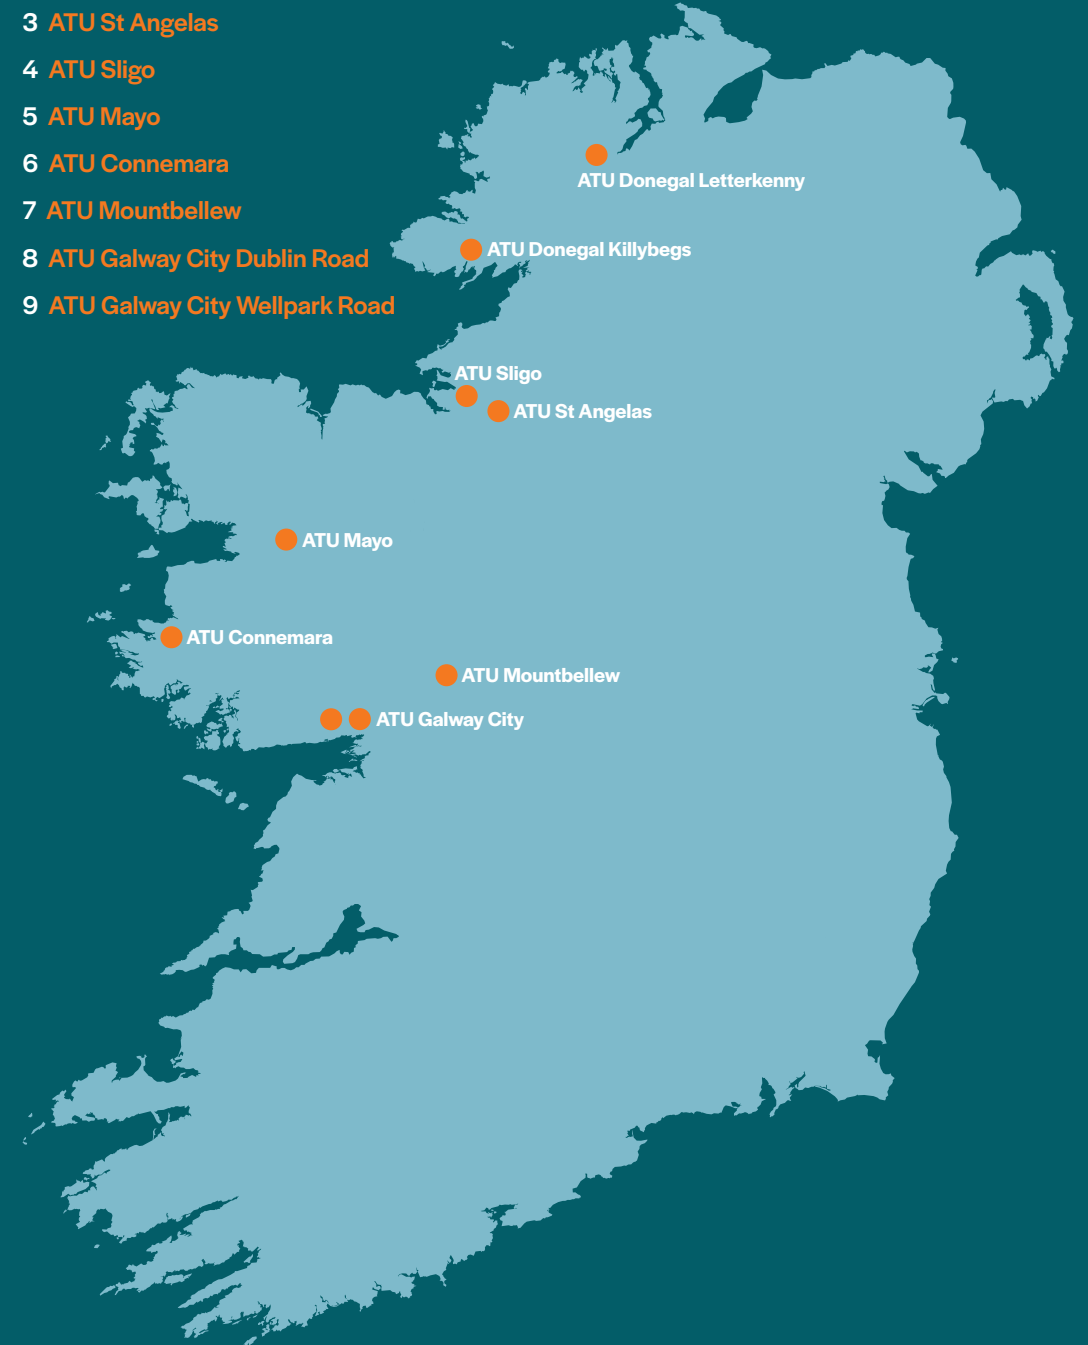 3 ATU St Angelas
4 ATU Sligo
5 ATU Mayo
6 ATU Connemara
7 ATU Mountbellew
8 ATU Galway City Dublin Road
9 ATU Galway City Wellpark Road
ATU Donegal Letterkenny
ATU Donegal Killybegs
ATU Sligo
ATU St Angelas
ATU Mayo
ATU Connemara
ATU Mountbellew
ATU Galway City